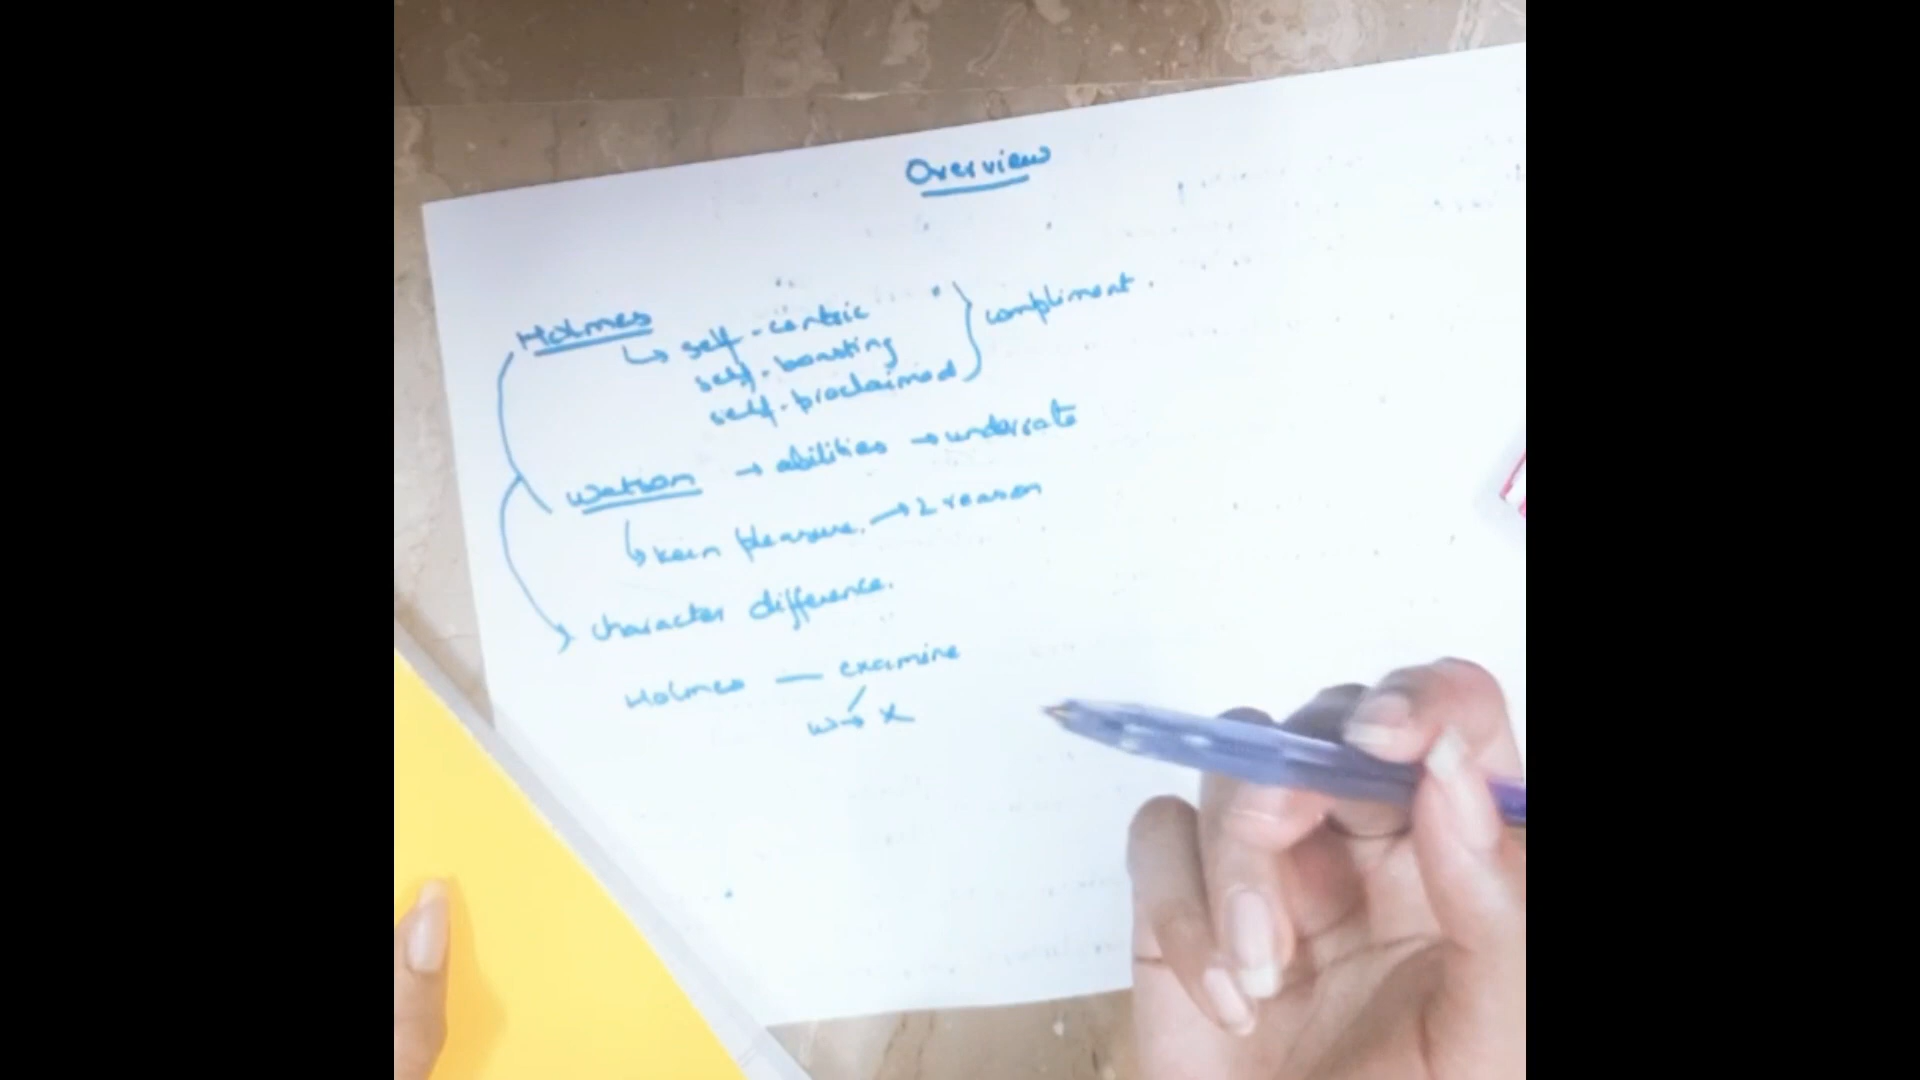 Overview
Holmes
↳ self-centric
self-boasting
self-proclaimed
} compliment.
Watson → abilities → underrate
↳ keen pleasure. → 2 reason
character difference.
Holmes — examine
W → X